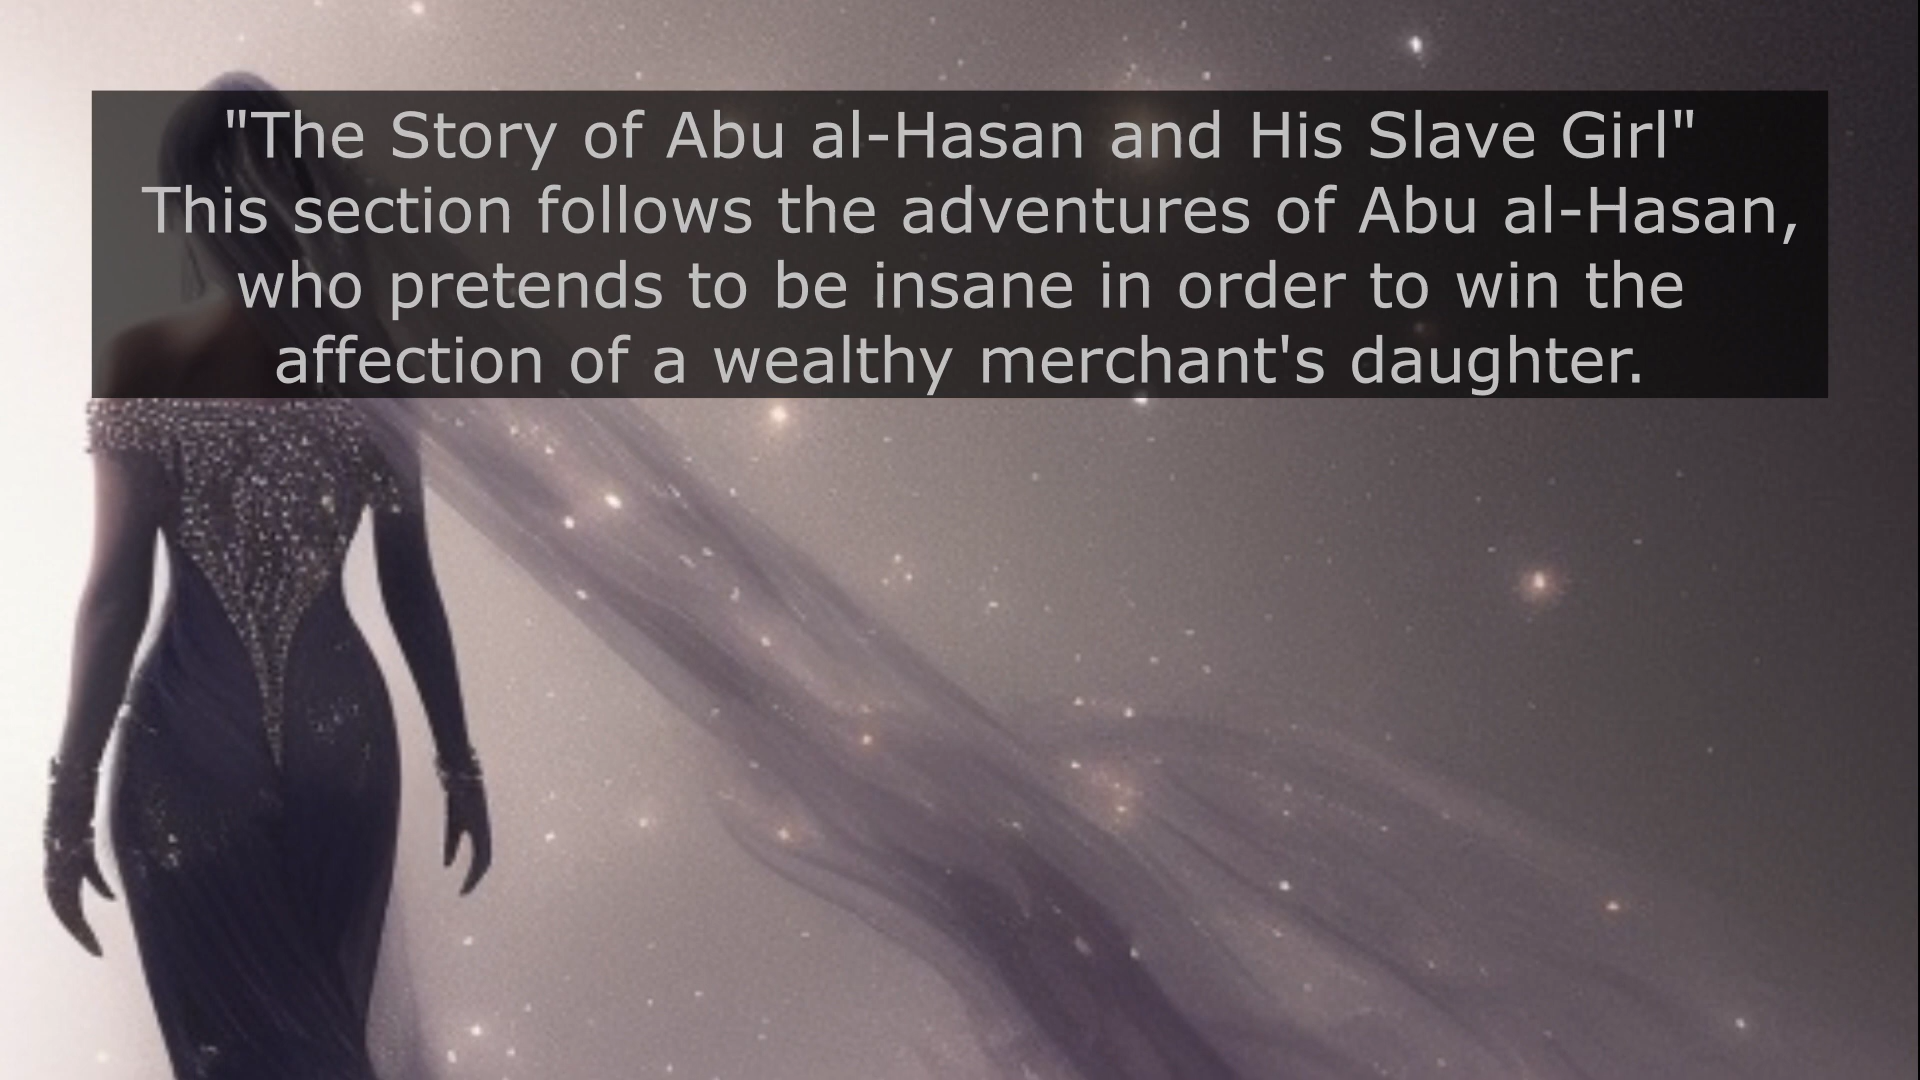 "The Story of Abu al-Hasan and His Slave Girl"
This section follows the adventures of Abu al-Hasan,
who pretends to be insane in order to win the
affection of a wealthy merchant's daughter.